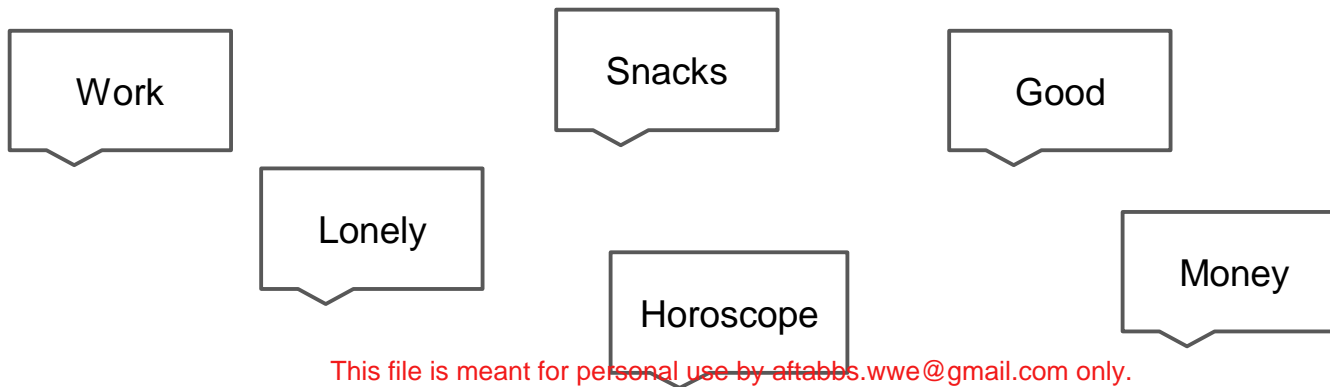 Work
Snacks
Good
Lonely
Money
Horoscope
This file is meant for personal use by aftabbs.wwe@gmail.com only.